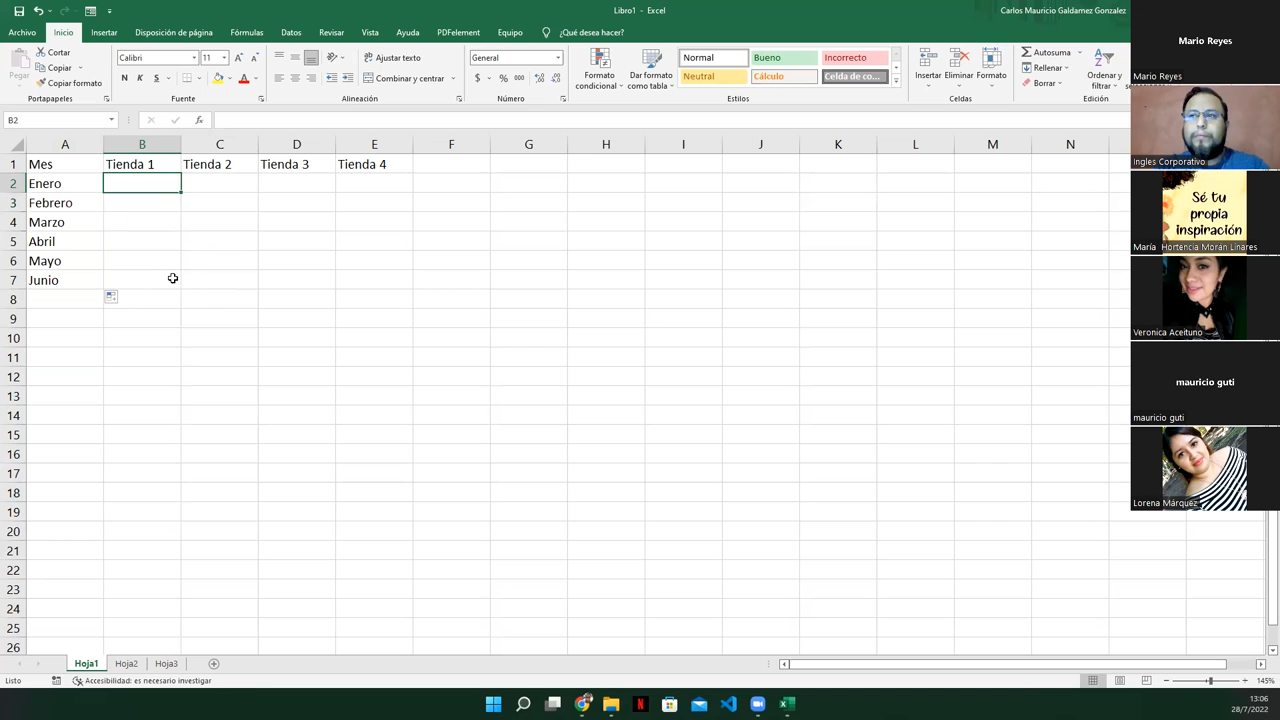 Libro1 - Excel
Carlos Mauricio Galdamez Gonzalez
Archivo Inicio Insertar Disposición de página Fórmulas Datos Revisar Vista Ayuda PDFelement Equipo ¿Qué desea hacer?
Pegar
Cortar
Copiar
Copiar formato
Portapapeles
Calibri 11
N K S
Fuente
Ajustar texto
Combinar y centrar
Alineación
General
$ % 000
Número
Formato condicional
Dar formato como tabla
Normal Bueno Incorrecto
Neutral Cálculo Celda de co...
Estilos
Insertar Eliminar Formato
Celdas
Autosuma
Rellenar
Borrar
Ordenar y filtrar
Edición
B2
fx
A B C D E F G H I J K L M N
1 Mes Tienda 1 Tienda 2 Tienda 3 Tienda 4
2 Enero
3 Febrero
4 Marzo
5 Abril
6 Mayo
7 Junio
8
9
10
11
12
13
14
15
16
17
18
19
20
21
22
23
24
25
26
Hoja1 Hoja2 Hoja3
Listo
Accesibilidad: es necesario investigar
145%
13:06
28/7/2022
Mario Reyes
Mario Reyes
Ingles Corporativo
Sé tu
propia
inspiración
María Hortencia Morán Linares
Veronica Aceituno
mauricio guti
mauricio guti
Lorena Márquez